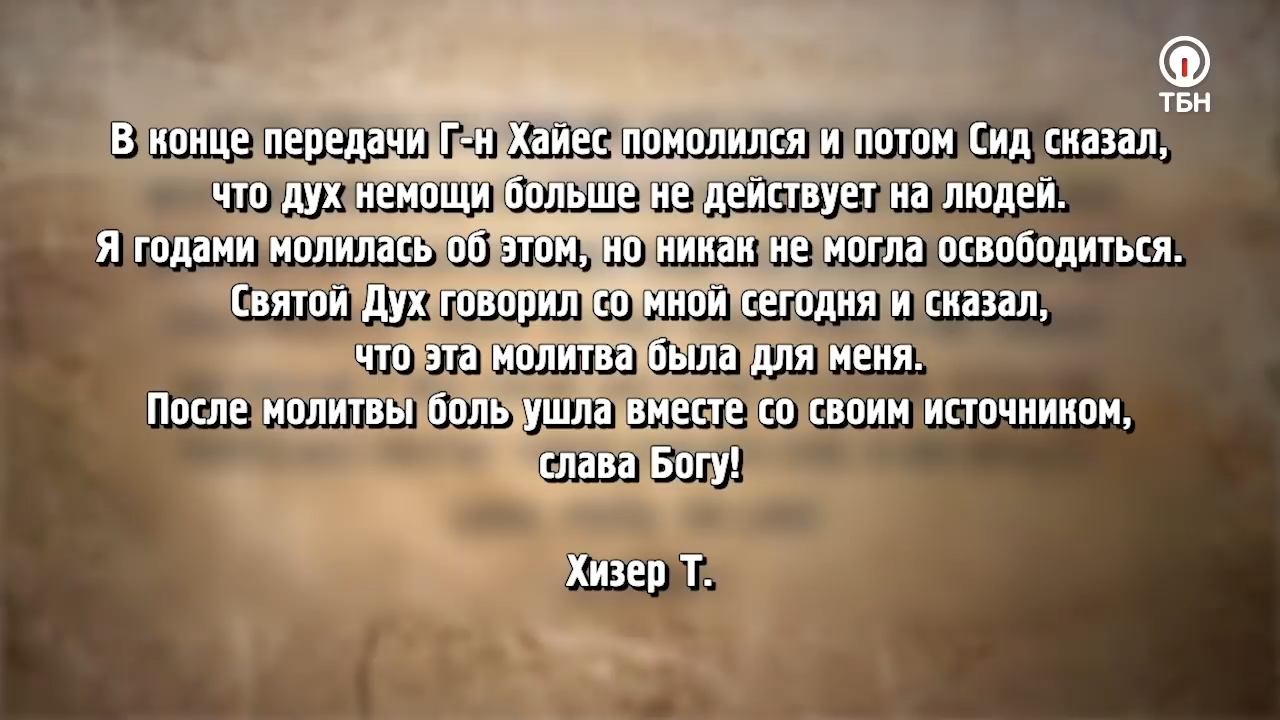 ТБН
В конце передачи Г-н Хайес помолился и потом Сид сказал,
что дух немощи больше не действует на людей.
Я годами молилась об этом, но никак не могла освободиться.
Святой Дух говорил со мной сегодня и сказал,
что эта молитва была для меня.
После молитвы боль ушла вместе со своим источником,
слава Богу!
Хизер Т.